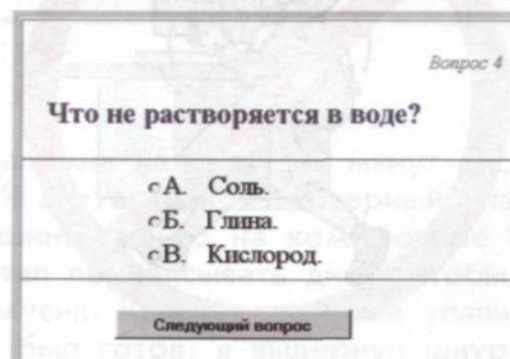 Вопрос 4
Что не растворяется в воде?
А. Соль.
Б. Глина.
В. Кислород.
Следующий вопрос